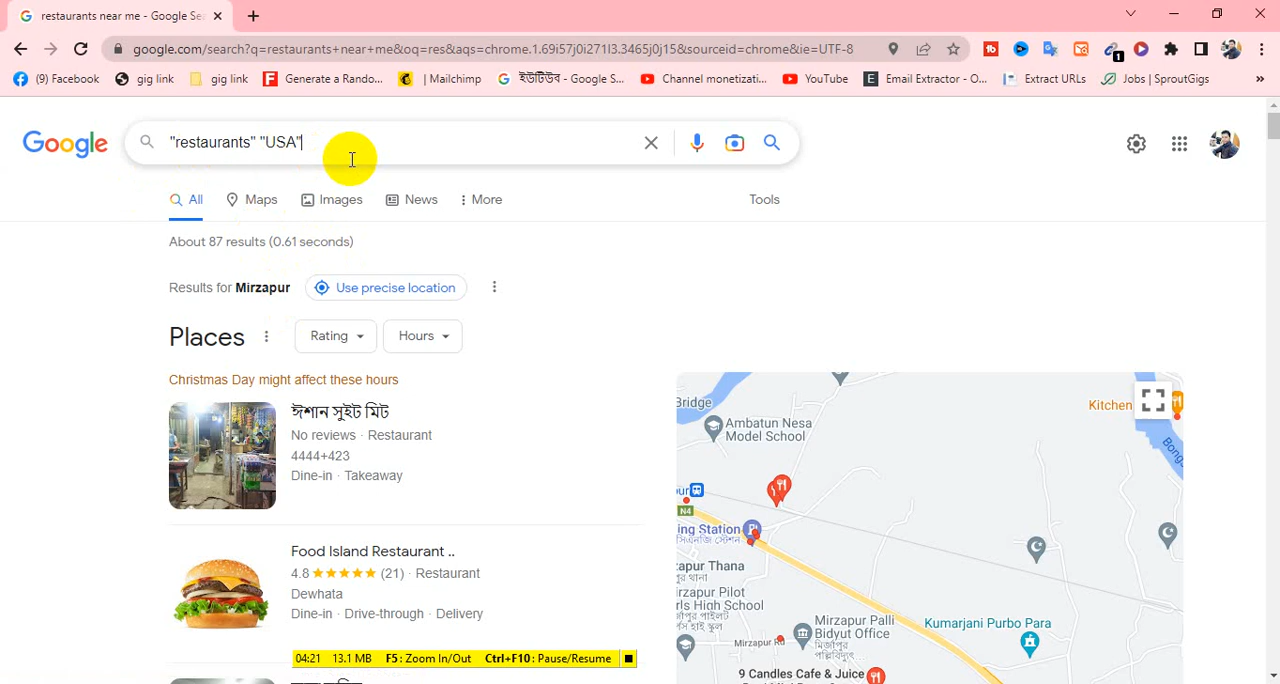 restaurants near me - Google Se
google.com/search?q=restaurants+near+me&oq=res&aqs=chrome.1.69i57j0i271l3.3465j0j15&sourceid=chrome&ie=UTF-8
(9) Facebook gig link gig link Generate a Rando... | Mailchimp ইউটিউব - Google S... Channel monetizati... YouTube Email Extractor - O... Extract URLs Jobs | SproutGigs »
Google "restaurants" "USA"
All Maps Images News More Tools
About 87 results (0.61 seconds)
Results for Mirzapur Use precise location
Places Rating Hours
Christmas Day might affect these hours
ঈশান সুইট মিট
No reviews · Restaurant
4444+423
Dine-in · Takeaway
Food Island Restaurant ..
4.8 (21) · Restaurant
Dewhata
Dine-in · Drive-through · Delivery
Bridge
Ambatun Nesa
Model School
Kitchen
N4
ing Station
rzapur Thana
pur Pilot
rls High School
Mirzapur Rd
Mirzapur Palli
Bidyut Office
Kumarjani Purbo Para
9 Candles Cafe & Juice
04:21 13.1 MB F5: Zoom In/Out Ctrl+F10: Pause/Resume